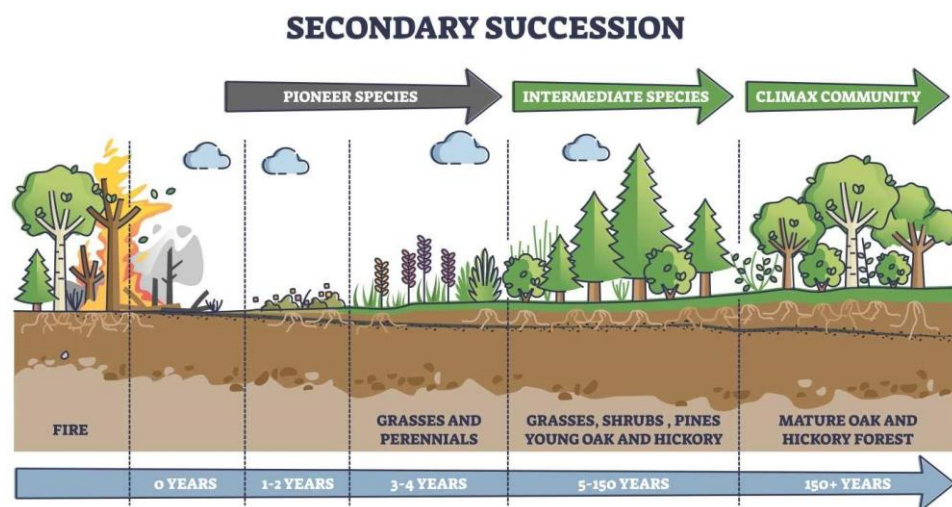 SECONDARY SUCCESSION
PIONEER SPECIES
INTERMEDIATE SPECIES
CLIMAX COMMUNITY
FIRE
GRASSES AND
PERENNIALS
GRASSES, SHRUBS , PINES
YOUNG OAK AND HICKORY
MATURE OAK AND
HICKORY FOREST
0 YEARS
1-2 YEARS
3-4 YEARS
5-150 YEARS
150+ YEARS